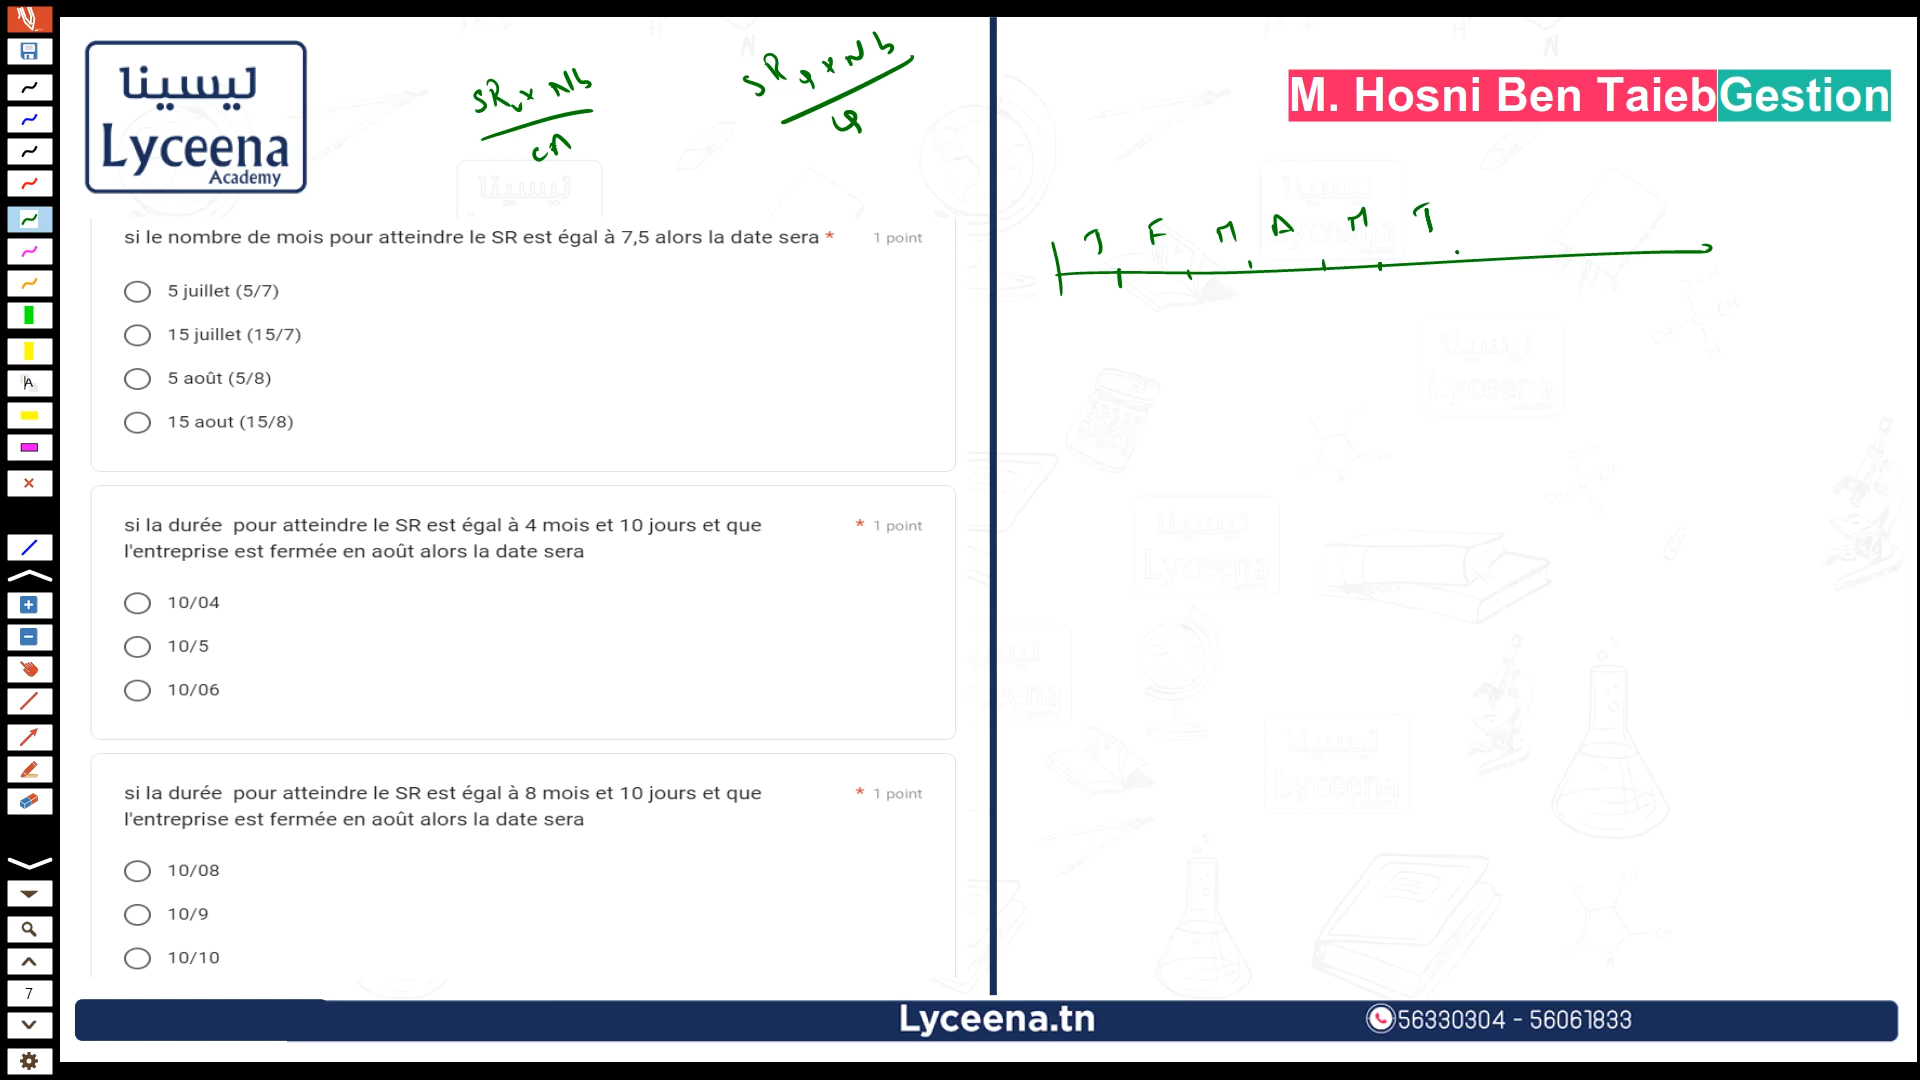 ليسينا
Lyceena
Academy
SRv x Nb
CA
SRq x Nb
Q
M. Hosni Ben Taieb Gestion
si le nombre de mois pour atteindre le SR est égal à 7,5 alors la date sera * 1 point
5 juillet (5/7)
15 juillet (15/7)
5 août (5/8)
15 aout (15/8)
J F M A M J
si la durée  pour atteindre le SR est égal à 4 mois et 10 jours et que * 1 point
l'entreprise est fermée en août alors la date sera
10/04
10/5
10/06
si la durée  pour atteindre le SR est égal à 8 mois et 10 jours et que * 1 point
l'entreprise est fermée en août alors la date sera
10/08
10/9
10/10
7
Lyceena.tn
56330304 - 56061833